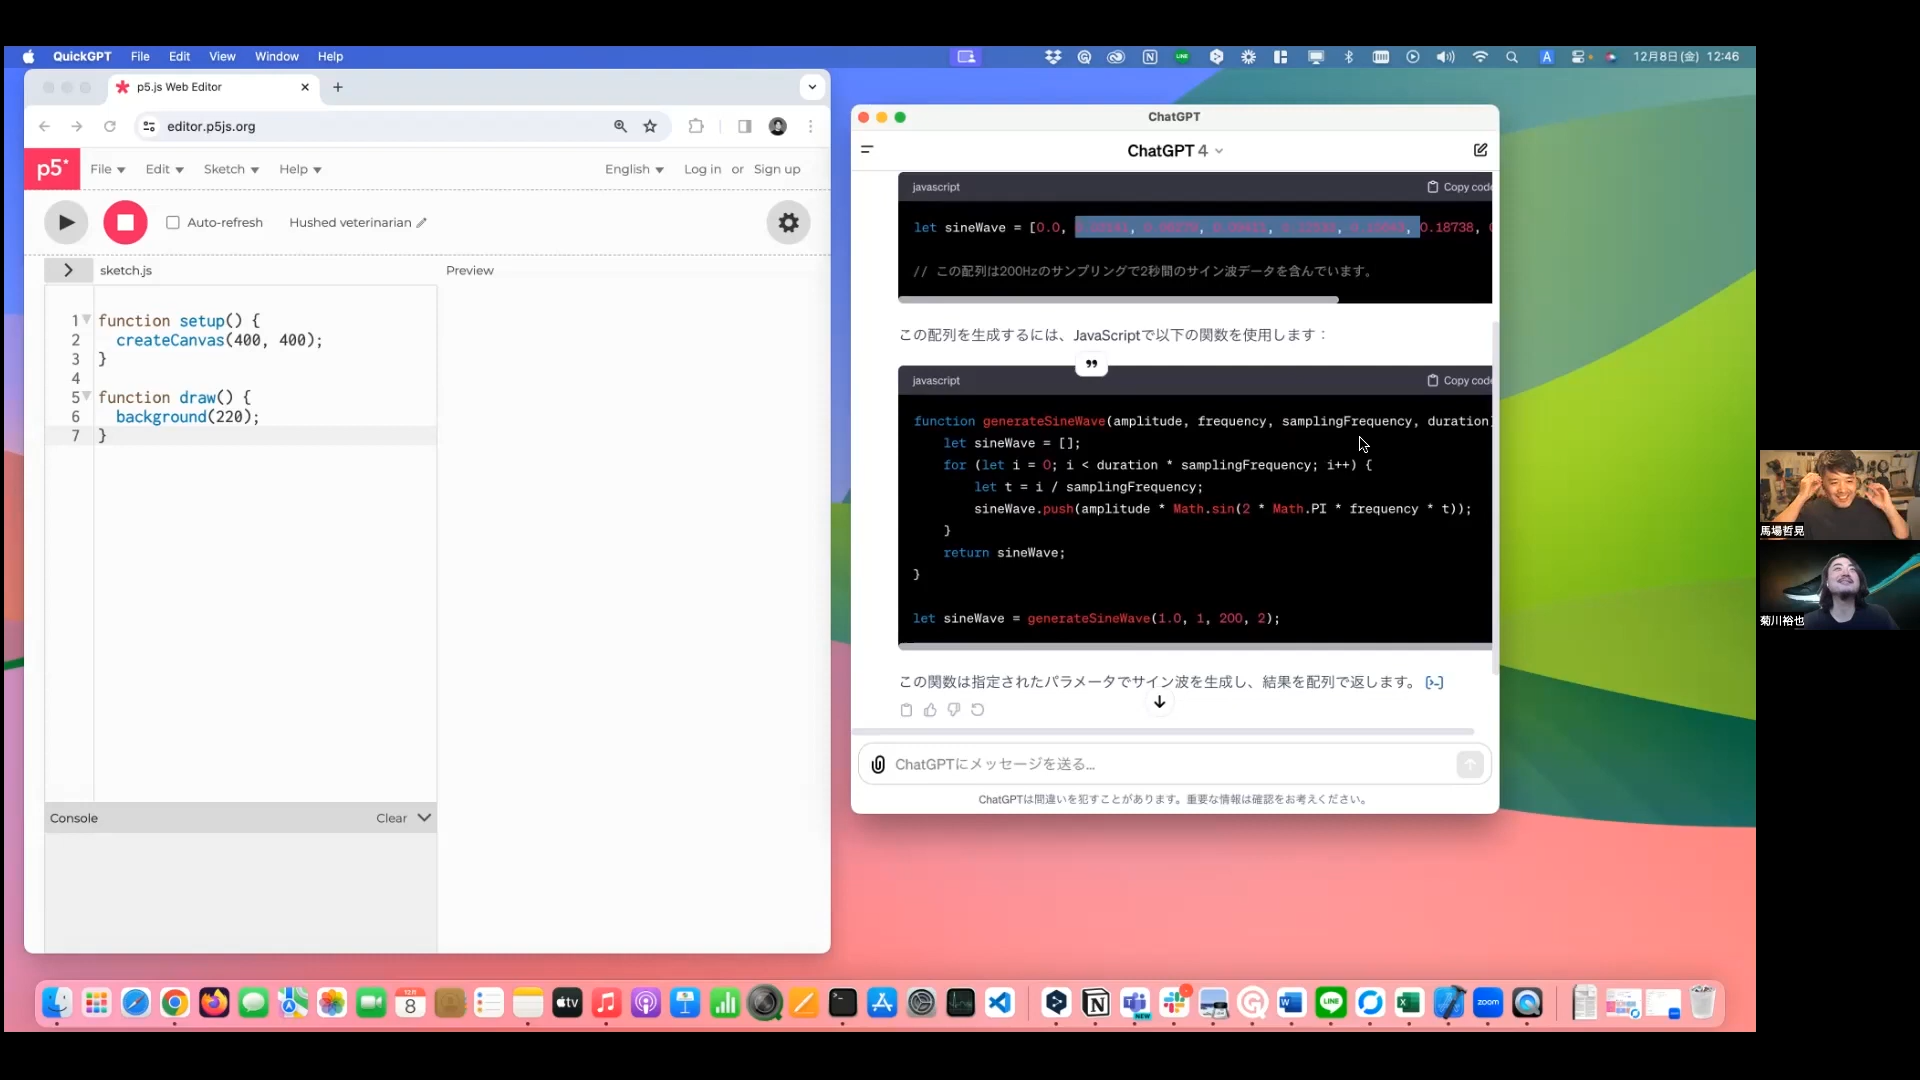 QuickGPT File Edit View Window Help
12月8日(金) 12:46
p5.js Web Editor
editor.p5js.org
p5* File Edit Sketch Help English Log in or Sign up
Auto-refresh Hushed veterinarian
sketch.js
Preview
1 function setup() {
2 createCanvas(400, 400);
3 }
4
5 function draw() {
6 background(220);
7 }
Console Clear
ChatGPT
ChatGPT 4
javascript Copy code
let sineWave = [0.0, 0.18738,
// この配列は200Hzのサンプリングで2秒間のサイン波データを含んでいます。
この配列を生成するには、JavaScriptで以下の関数を使用します：
javascript Copy code
function generateSineWave(amplitude, frequency, samplingFrequency, duration)
let sineWave = [];
for (let i = 0; i < duration * samplingFrequency; i++) {
let t = i / samplingFrequency;
sineWave.push(amplitude * Math.sin(2 * Math.PI * frequency * t));
}
return sineWave;
}
let sineWave = generateSineWave(1.0, 1, 200, 2);
この関数は指定されたパラメータでサイン波を生成し、結果を配列で返します。 [>-]
ChatGPTにメッセージを送る...
ChatGPTは間違いを犯すことがあります。重要な情報は確認をお考えください。
馬場哲晃
菊川裕也
8
tv
NEW
LINE
zoom